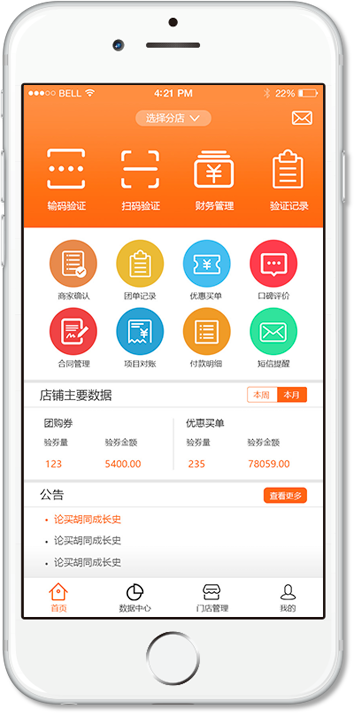 BELL 4:21 PM 22%
选择分店
输码验证 扫码验证 财务管理 验证记录
商家确认 团单记录 优惠买单 口碑评价
合同管理 项目对账 付款明细 短信提醒
店铺主要数据 本周 本月
团购券 优惠买单
验券量 验券金额 验券量 验券金额
123 5400.00 235 78059.00
公告 查看更多
论买胡同成长史
论买胡同成长史
论买胡同成长史
首页 数据中心 门店管理 我的